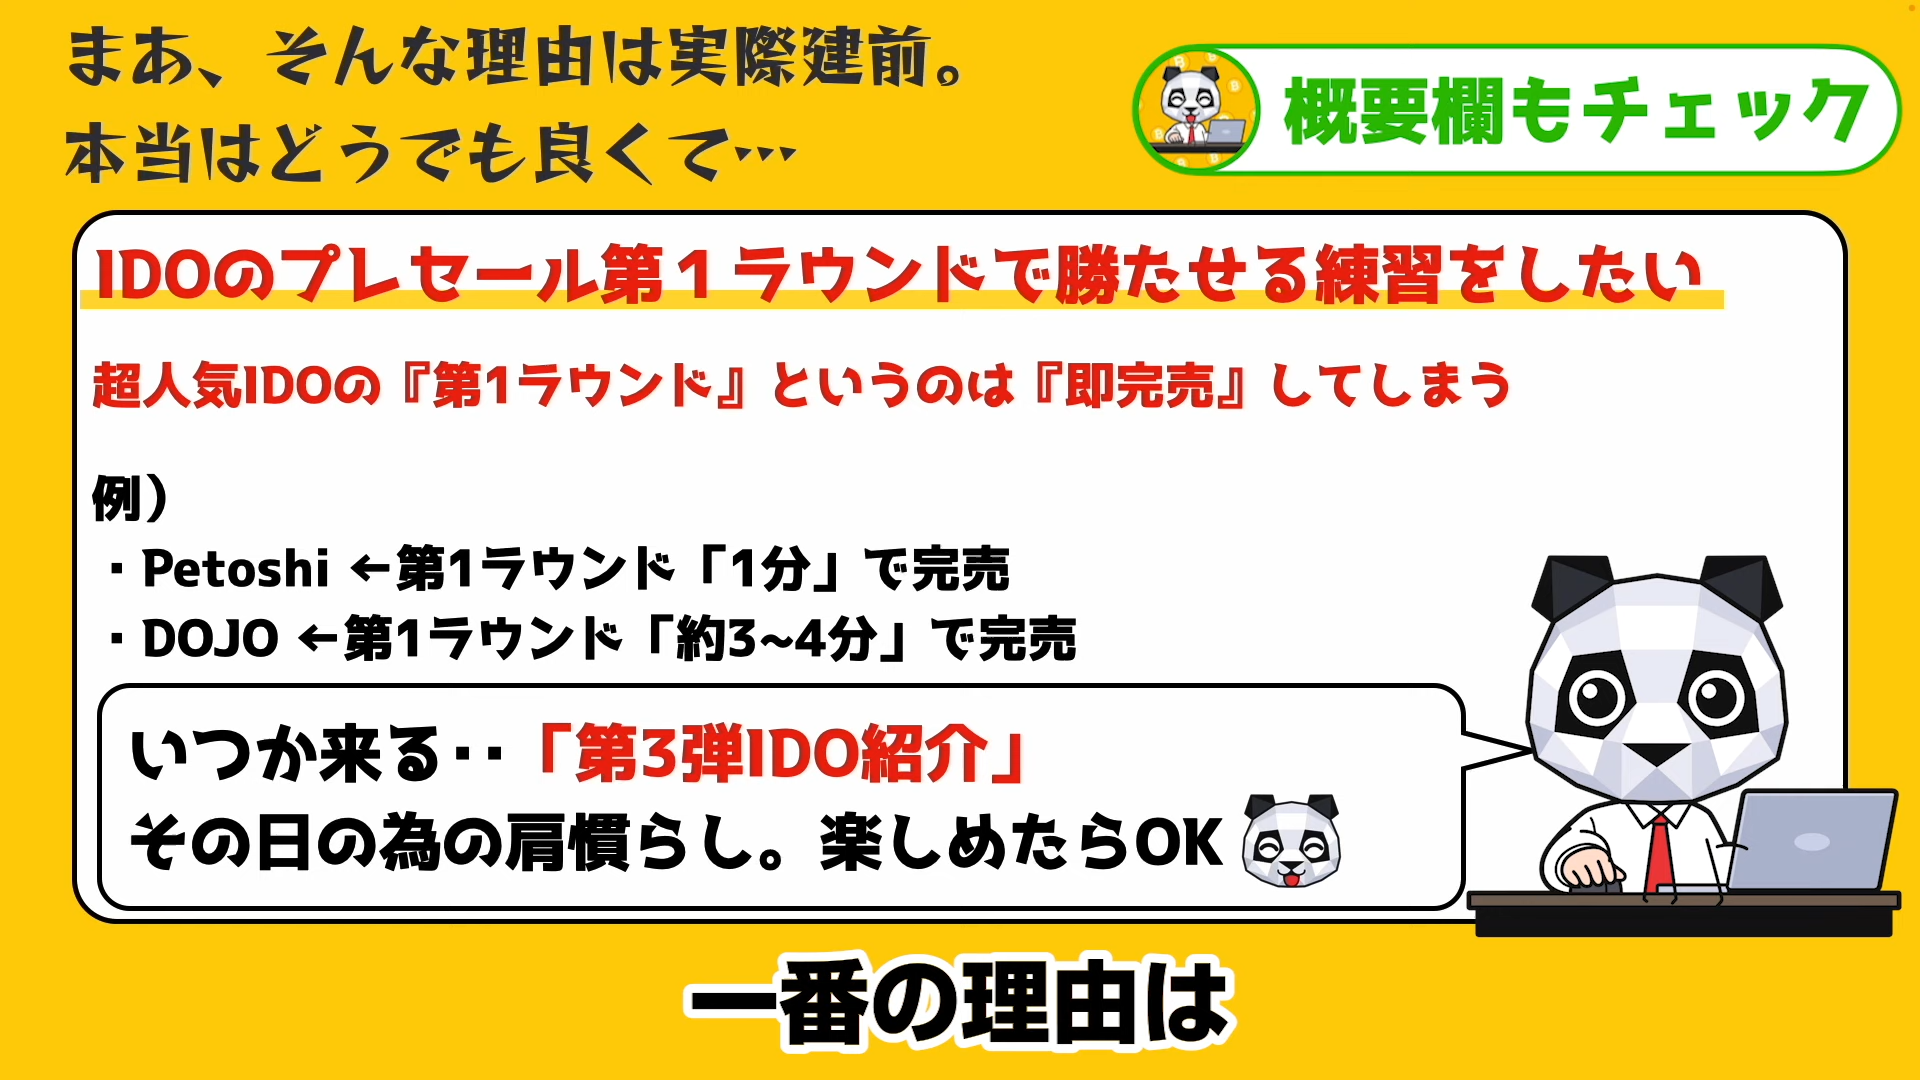 まあ、そんな理由は実際建前。
本当はどうでも良くて…
概要欄もチェック
IDOのプレセール第１ラウンドで勝たせる練習をしたい
超人気IDOの『第1ラウンド』というのは『即完売』してしまう
例）
・Petoshi ←第1ラウンド「1分」で完売
・DOJO ←第1ラウンド「約3~4分」で完売
いつか来る‥「第3弾IDO紹介」
その日の為の肩慣らし。楽しめたらOK
一番の理由は